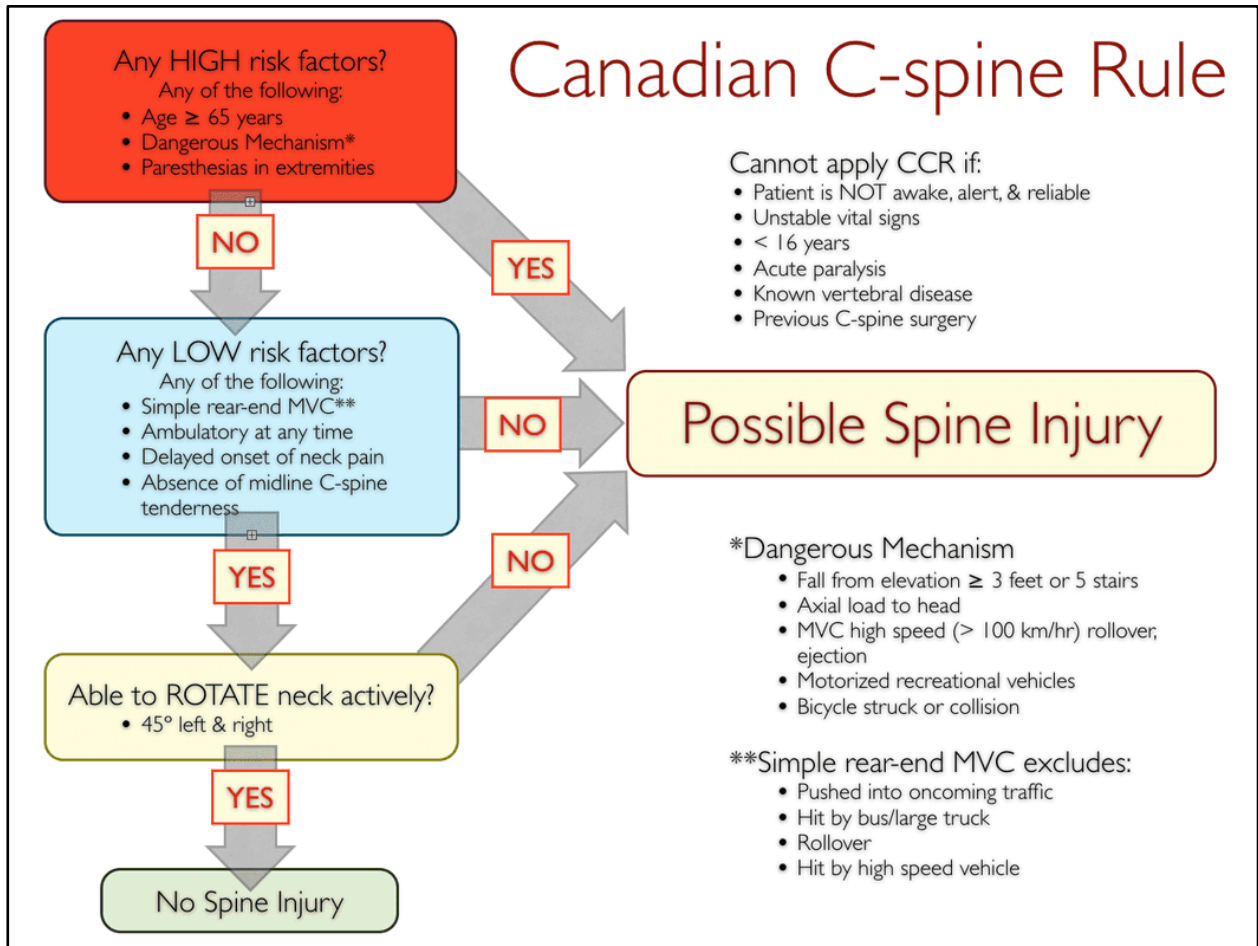 Canadian C-spine Rule
Any HIGH risk factors?
Any of the following:
• Age ≥ 65 years
• Dangerous Mechanism*
• Paresthesias in extremities
NO
YES
Any LOW risk factors?
Any of the following:
• Simple rear-end MVC**
• Ambulatory at any time
• Delayed onset of neck pain
• Absence of midline C-spine
tenderness
NO
YES
NO
Able to ROTATE neck actively?
• 45º left & right
YES
No Spine Injury
Cannot apply CCR if:
• Patient is NOT awake, alert, & reliable
• Unstable vital signs
• < 16 years
• Acute paralysis
• Known vertebral disease
• Previous C-spine surgery
Possible Spine Injury
*Dangerous Mechanism
• Fall from elevation ≥ 3 feet or 5 stairs
• Axial load to head
• MVC high speed (> 100 km/hr) rollover,
ejection
• Motorized recreational vehicles
• Bicycle struck or collision
**Simple rear-end MVC excludes:
• Pushed into oncoming traffic
• Hit by bus/large truck
• Rollover
• Hit by high speed vehicle